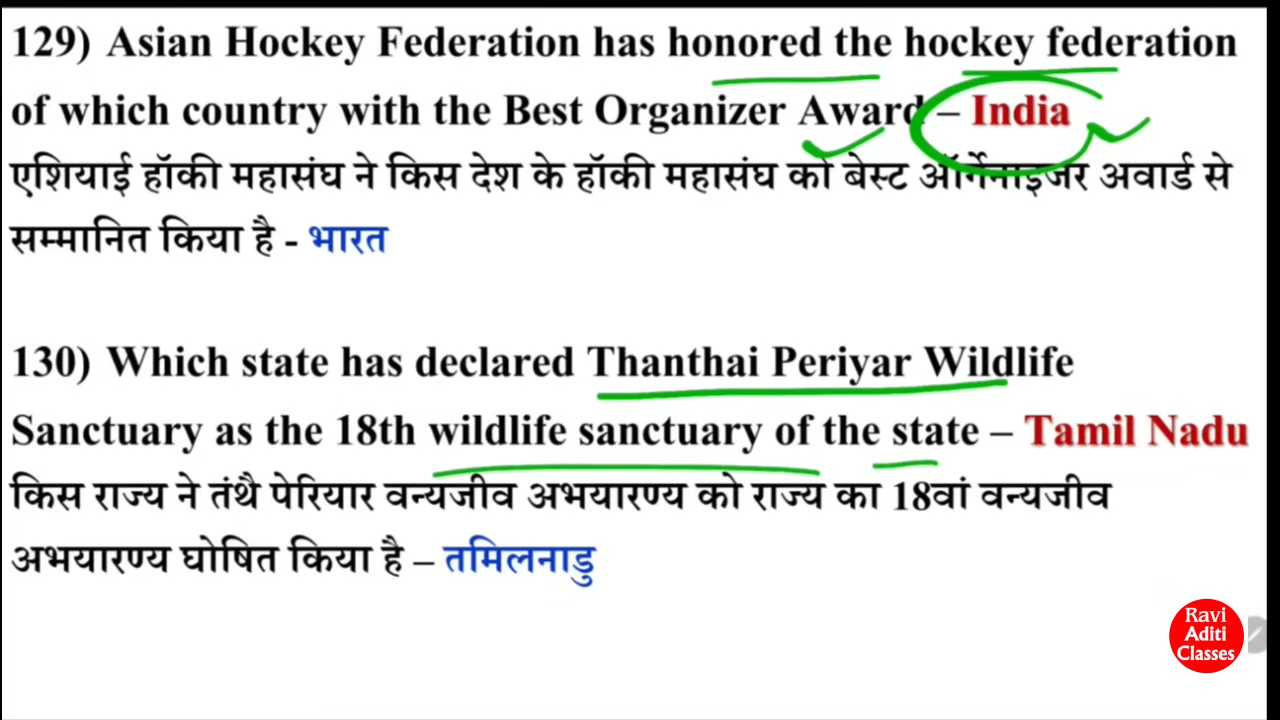 129) Asian Hockey Federation has honored the hockey federation
of which country with the Best Organizer Award – India
एशियाई हॉकी महासंघ ने किस देश के हॉकी महासंघ को बेस्ट ऑर्गेनाइजर अवार्ड से
सम्मानित किया है - भारत
130) Which state has declared Thanthai Periyar Wildlife
Sanctuary as the 18th wildlife sanctuary of the state – Tamil Nadu
किस राज्य ने तंथै पेरियार वन्यजीव अभयारण्य को राज्य का 18वां वन्यजीव
अभयारण्य घोषित किया है – तमिलनाडु
Ravi
Aditi
Classes